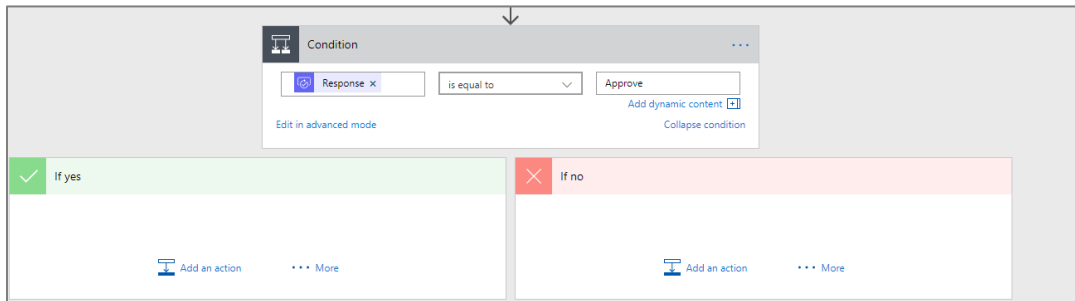 Condition
Response × is equal to Approve
Add dynamic content
Edit in advanced mode Collapse condition
If yes If no
Add an action ••• More Add an action ••• More